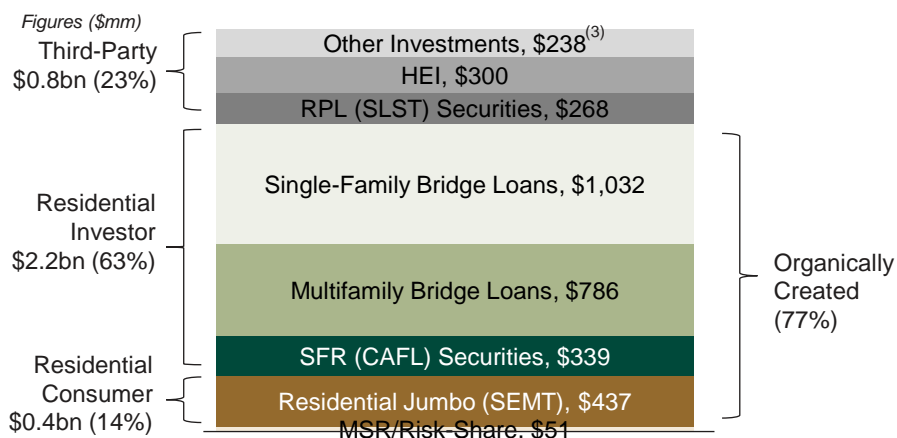 Figures ($mm)
Third-Party
$0.8bn (23%)
Other Investments, $238(3)
HEI, $300
RPL (SLST) Securities, $268
Residential
Investor
$2.2bn (63%)
Single-Family Bridge Loans, $1,032
Multifamily Bridge Loans, $786
SFR (CAFL) Securities, $339
Residential
Consumer
$0.4bn (14%)
Residential Jumbo (SEMT), $437
MSR/Risk-Share, $51
Organically
Created
(77%)